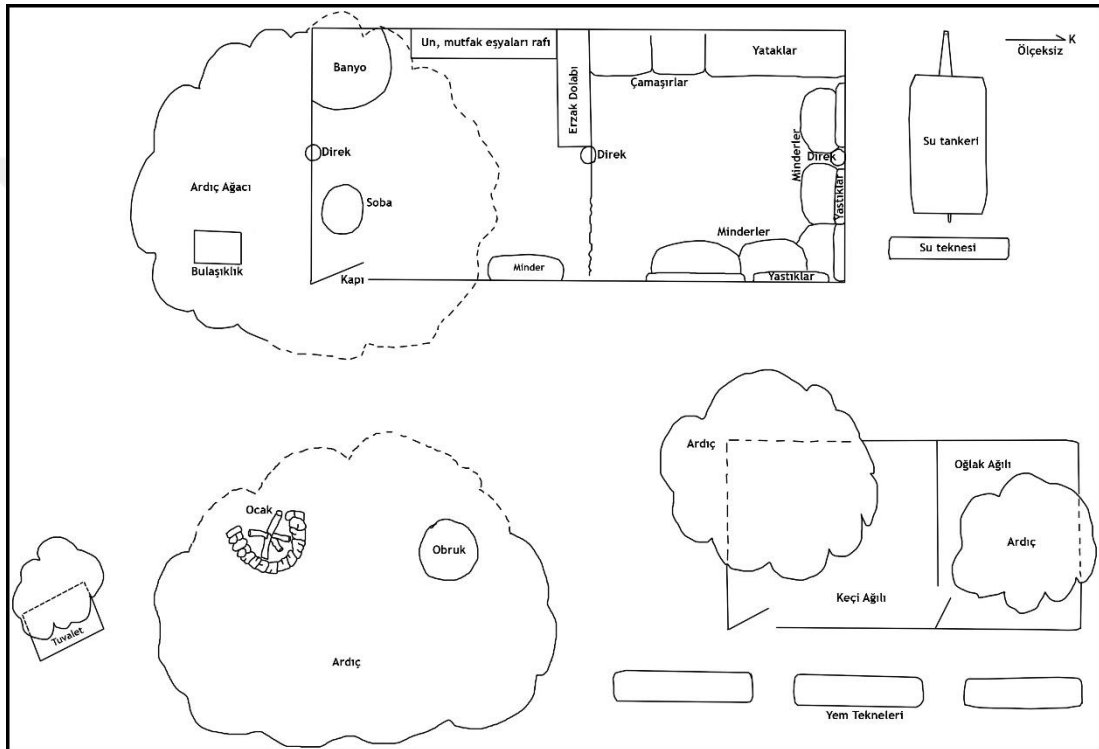 Un, mutfak eşyaları rafı
Yataklar
K
Ölçeksiz
Banyo
Çamaşırlar
Erzak Dolabı
Su tankeri
Minderler
Direk
Direk
Direk
Ardıç Ağacı
Soba
Yastıklar
Minderler
Su teknesi
Bulaşıklık
Minder
Kapı
Yastıklar
Ardıç
Oğlak Ağılı
Ocak
Obruk
Ardıç
Keçi Ağılı
Tuvalet
Ardıç
Yem Tekneleri